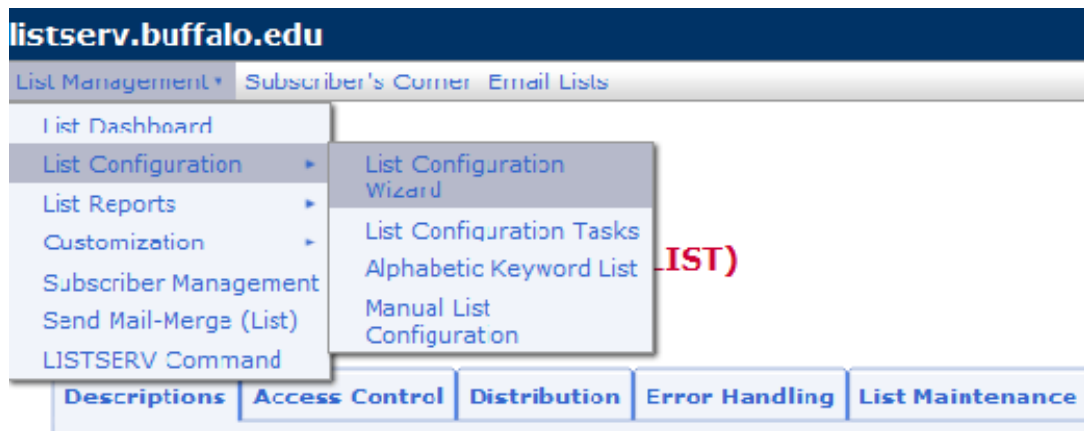 listserv.buffalo.edu
List Management Subscriber's Corner Email Lists
List Dashboard
List Configuration
List Reports
Customization
Subscriber Management
Send Mail-Merge (List)
LISTSERV Command
List Configuration
Wizard
List Configuration Tasks
Alphabetic Keyword List
Manual List
Configuration
LIST)
Descriptions Access Control Distribution Error Handling List Maintenance